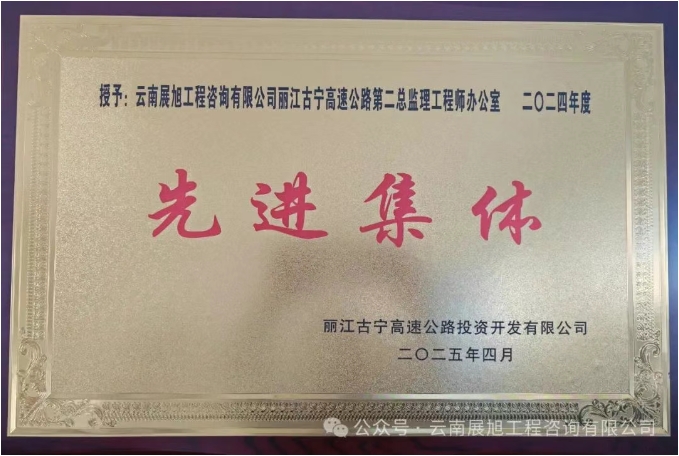 授予：云南展旭工程咨询有限公司丽江古宁高速公路第二总监理工程师办公室 二〇二四年度
先进集体
丽江古宁高速公路投资开发有限公司
二〇二五年四月
公众号·云南展旭工程咨询有限公司